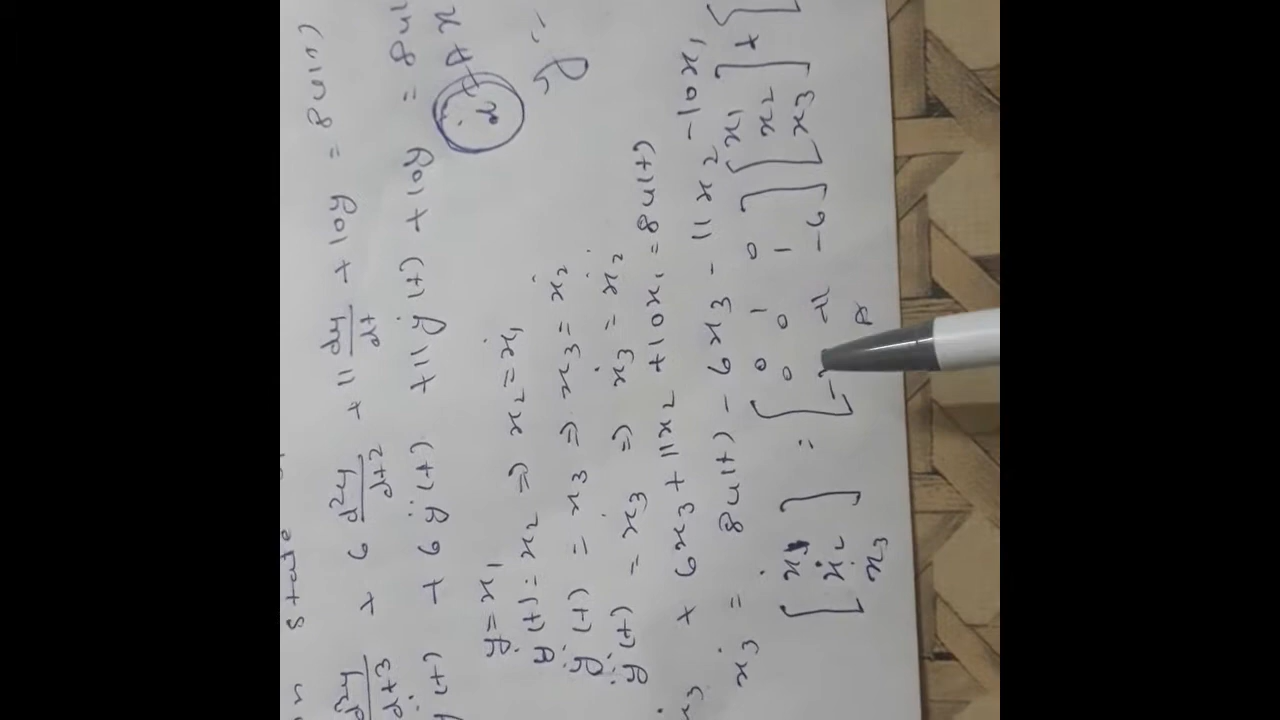 n state
d³y/dt3 + 6 d²y/dt2 + 11 dy/dt + 10y = 8u(t)
ÿ(t) + 6ÿ(t) + 11ẏ(t) + 10y = 8u
ẋ = Ax
y =
y = x1
ẏ(t) = x2 ⇒ x2 = ẋ1
ÿ(t) = x3 ⇒ x3 = ẋ2
y⃛(t) = ẋ3 ⇒ ẋ3 = ẋ2
ẋ3 + 6x3 + 11x2 + 10x1 = 8u(t)
ẋ3 = 8u(t) - 6x3 - 11x2 - 10x1
[ẋ1 ] = [0 1 0] [x1] + [
[ẋ2 ] [0 0 1] [x2]
[ẋ3 ] [- -11 -6] [x3]
A